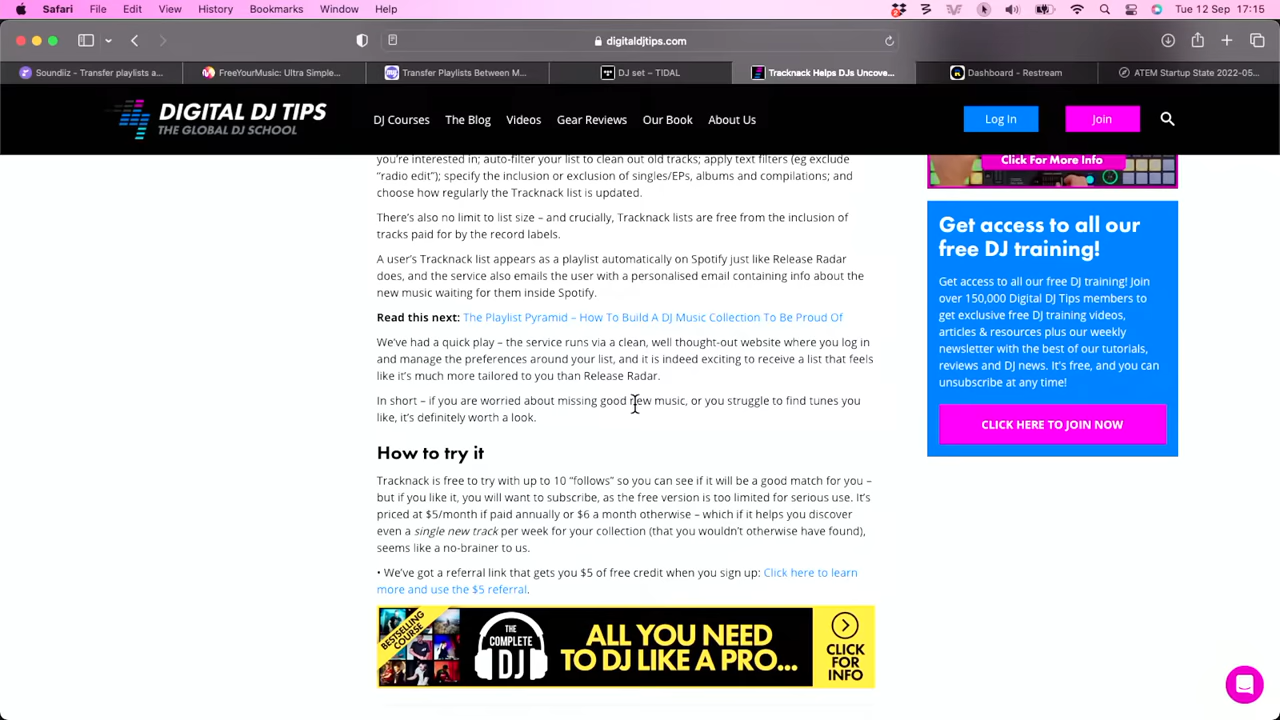 Safari File Edit View History Bookmarks Window Help Tue 12 Sep 17:15
digitaldjtips.com
Soundiiz - Transfer playlists a... FreeYourMusic: Ultra Simple... Transfer Playlists Between M... DJ set – TIDAL Tracknack Helps DJs Uncove... Dashboard - Restream ATEM Startup State 2022-05...
DIGITAL DJ TIPS
THE GLOBAL DJ SCHOOL
DJ Courses The Blog Videos Gear Reviews Our Book About Us Log In Join
you're interested in; auto-filter your list to clean out old tracks; apply text filters (eg exclude
"radio edit"); specify the inclusion or exclusion of singles/EPs, albums and compilations; and
choose how regularly the Tracknack list is updated.
There's also no limit to list size – and crucially, Tracknack lists are free from the inclusion of
tracks paid for by the record labels.
A user's Tracknack list appears as a playlist automatically on Spotify just like Release Radar
does, and the service also emails the user with a personalised email containing info about the
new music waiting for them inside Spotify.
Read this next: The Playlist Pyramid – How To Build A DJ Music Collection To Be Proud Of
We've had a quick play – the service runs via a clean, well thought-out website where you log in
and manage the preferences around your list, and it is indeed exciting to receive a list that feels
like it's much more tailored to you than Release Radar.
In short – if you are worried about missing good new music, or you struggle to find tunes you
like, it's definitely worth a look.
How to try it
Tracknack is free to try with up to 10 "follows" so you can see if it will be a good match for you –
but if you like it, you will want to subscribe, as the free version is too limited for serious use. It's
priced at $5/month if paid annually or $6 a month otherwise – which if it helps you discover
even a single new track per week for your collection (that you wouldn't otherwise have found),
seems like a no-brainer to us.
• We've got a referral link that gets you $5 of free credit when you sign up: Click here to learn
more and use the $5 referral.
BESTSELLING
COURSE
THE
COMPLETE
DJ
ALL YOU NEED
TO DJ LIKE A PRO...
CLICK
FOR
INFO
Click For More Info
Get access to all our
free DJ training!
Get access to all our free DJ training! Join
over 150,000 Digital DJ Tips members to
get exclusive free DJ training videos,
articles & resources plus our weekly
newsletter with the best of our tutorials,
reviews and DJ news. It's free, and you can
unsubscribe at any time!
CLICK HERE TO JOIN NOW